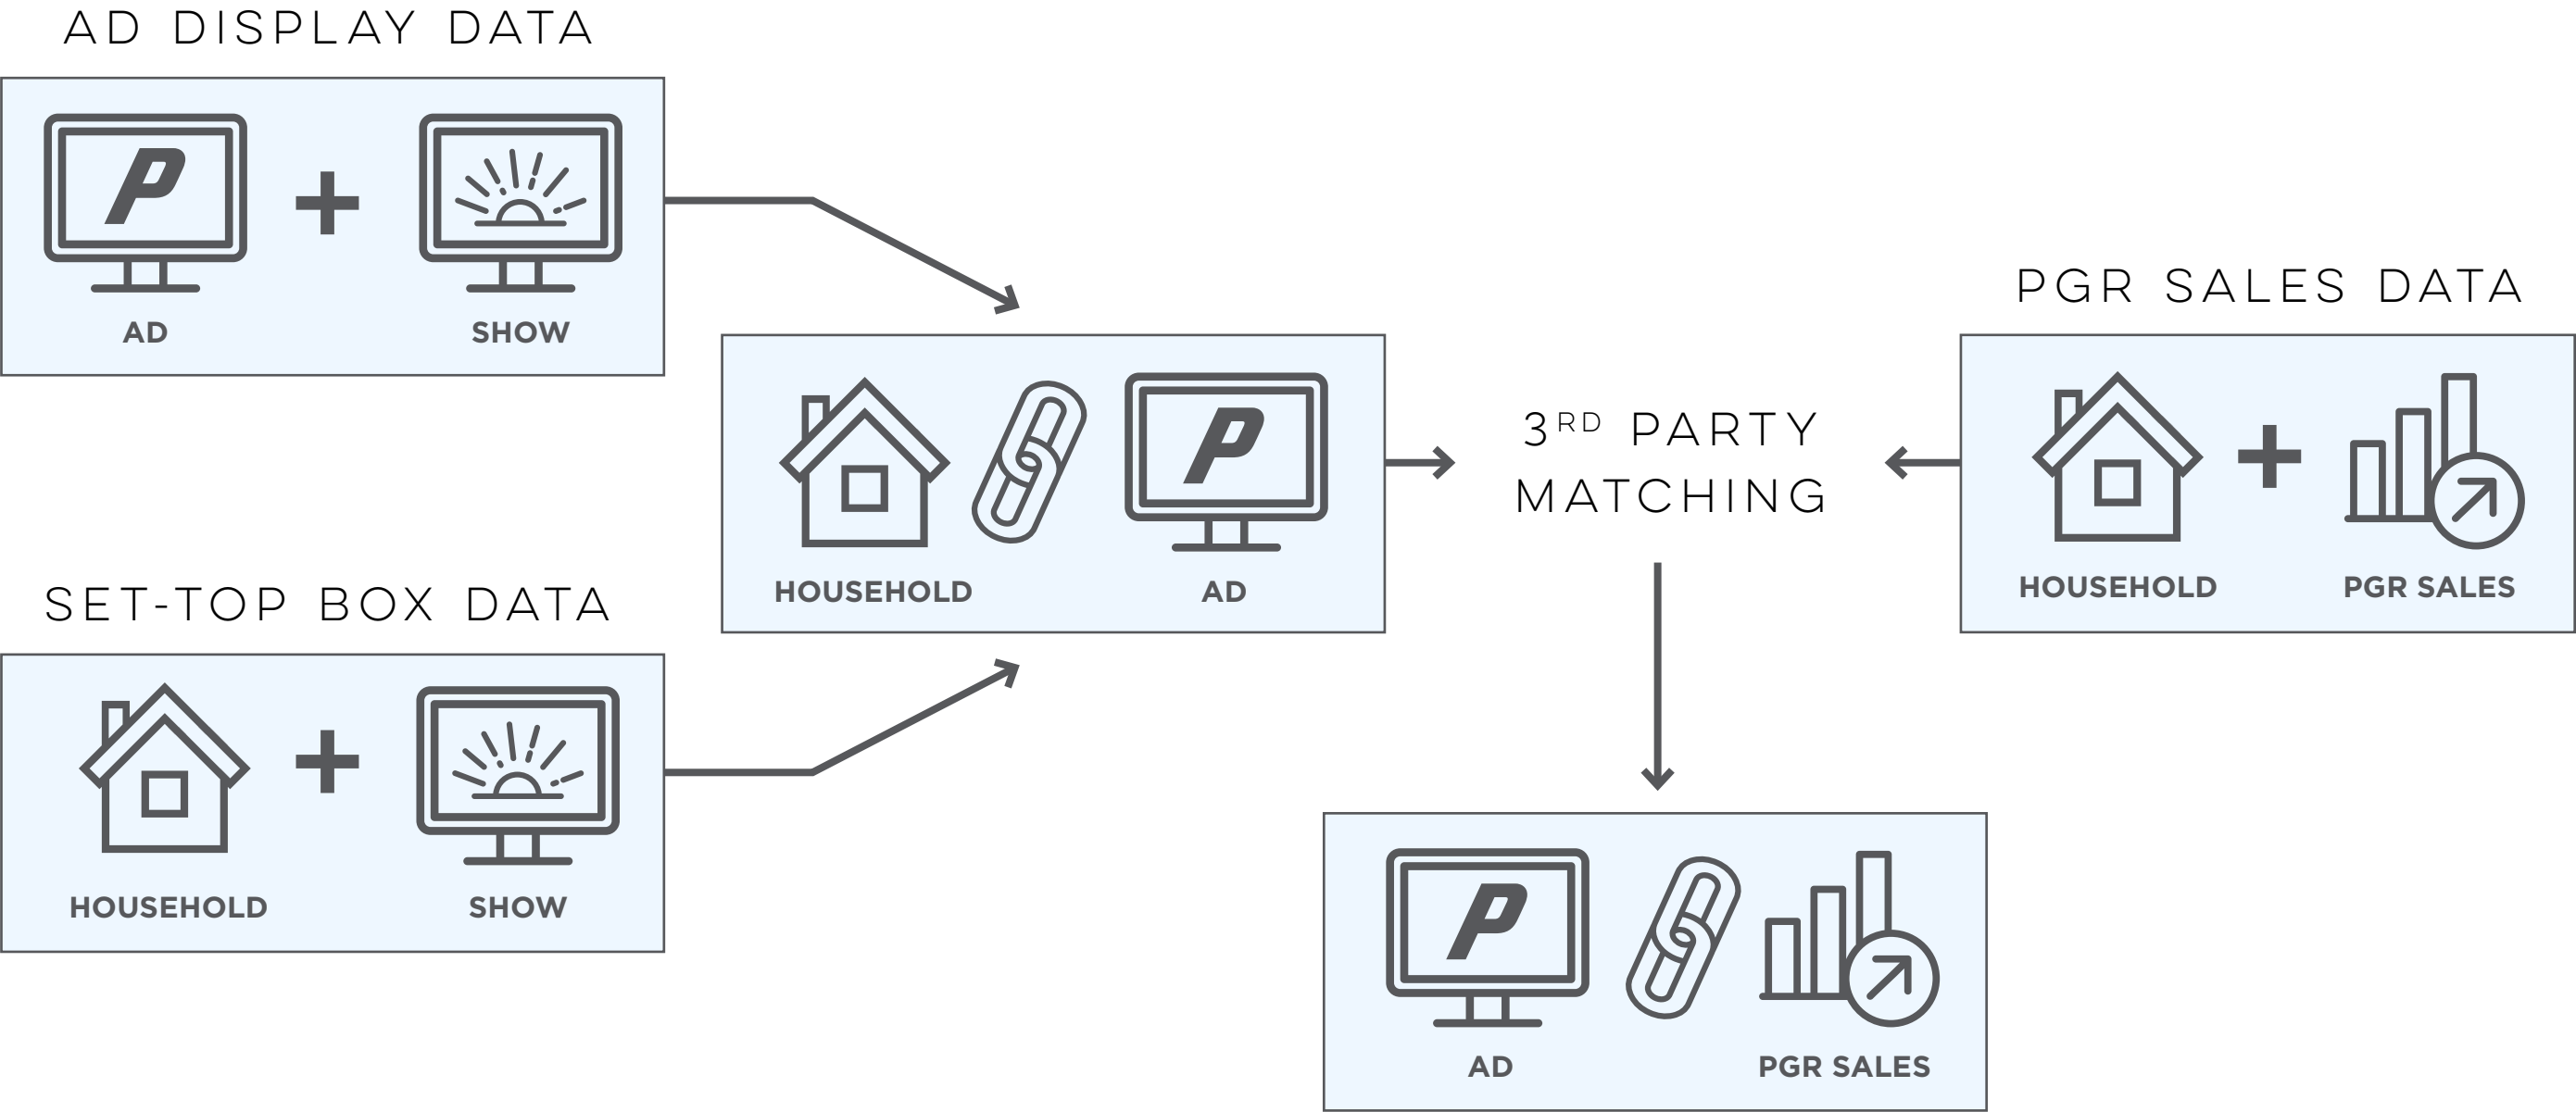 AD DISPLAY DATA
P
AD
SHOW
SET-TOP BOX DATA
HOUSEHOLD
SHOW
P
HOUSEHOLD
AD
3RD PARTY
MATCHING
PGR SALES DATA
HOUSEHOLD
PGR SALES
P
AD
PGR SALES